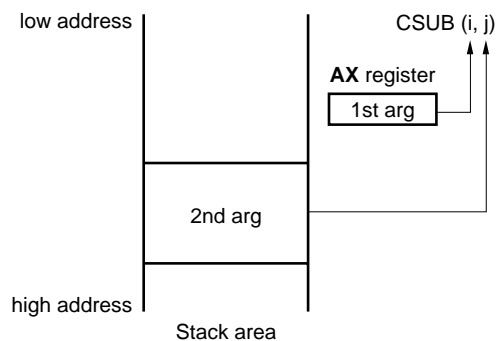 low address
CSUB (i, j)
AX register
1st arg
2nd arg
high address
Stack area